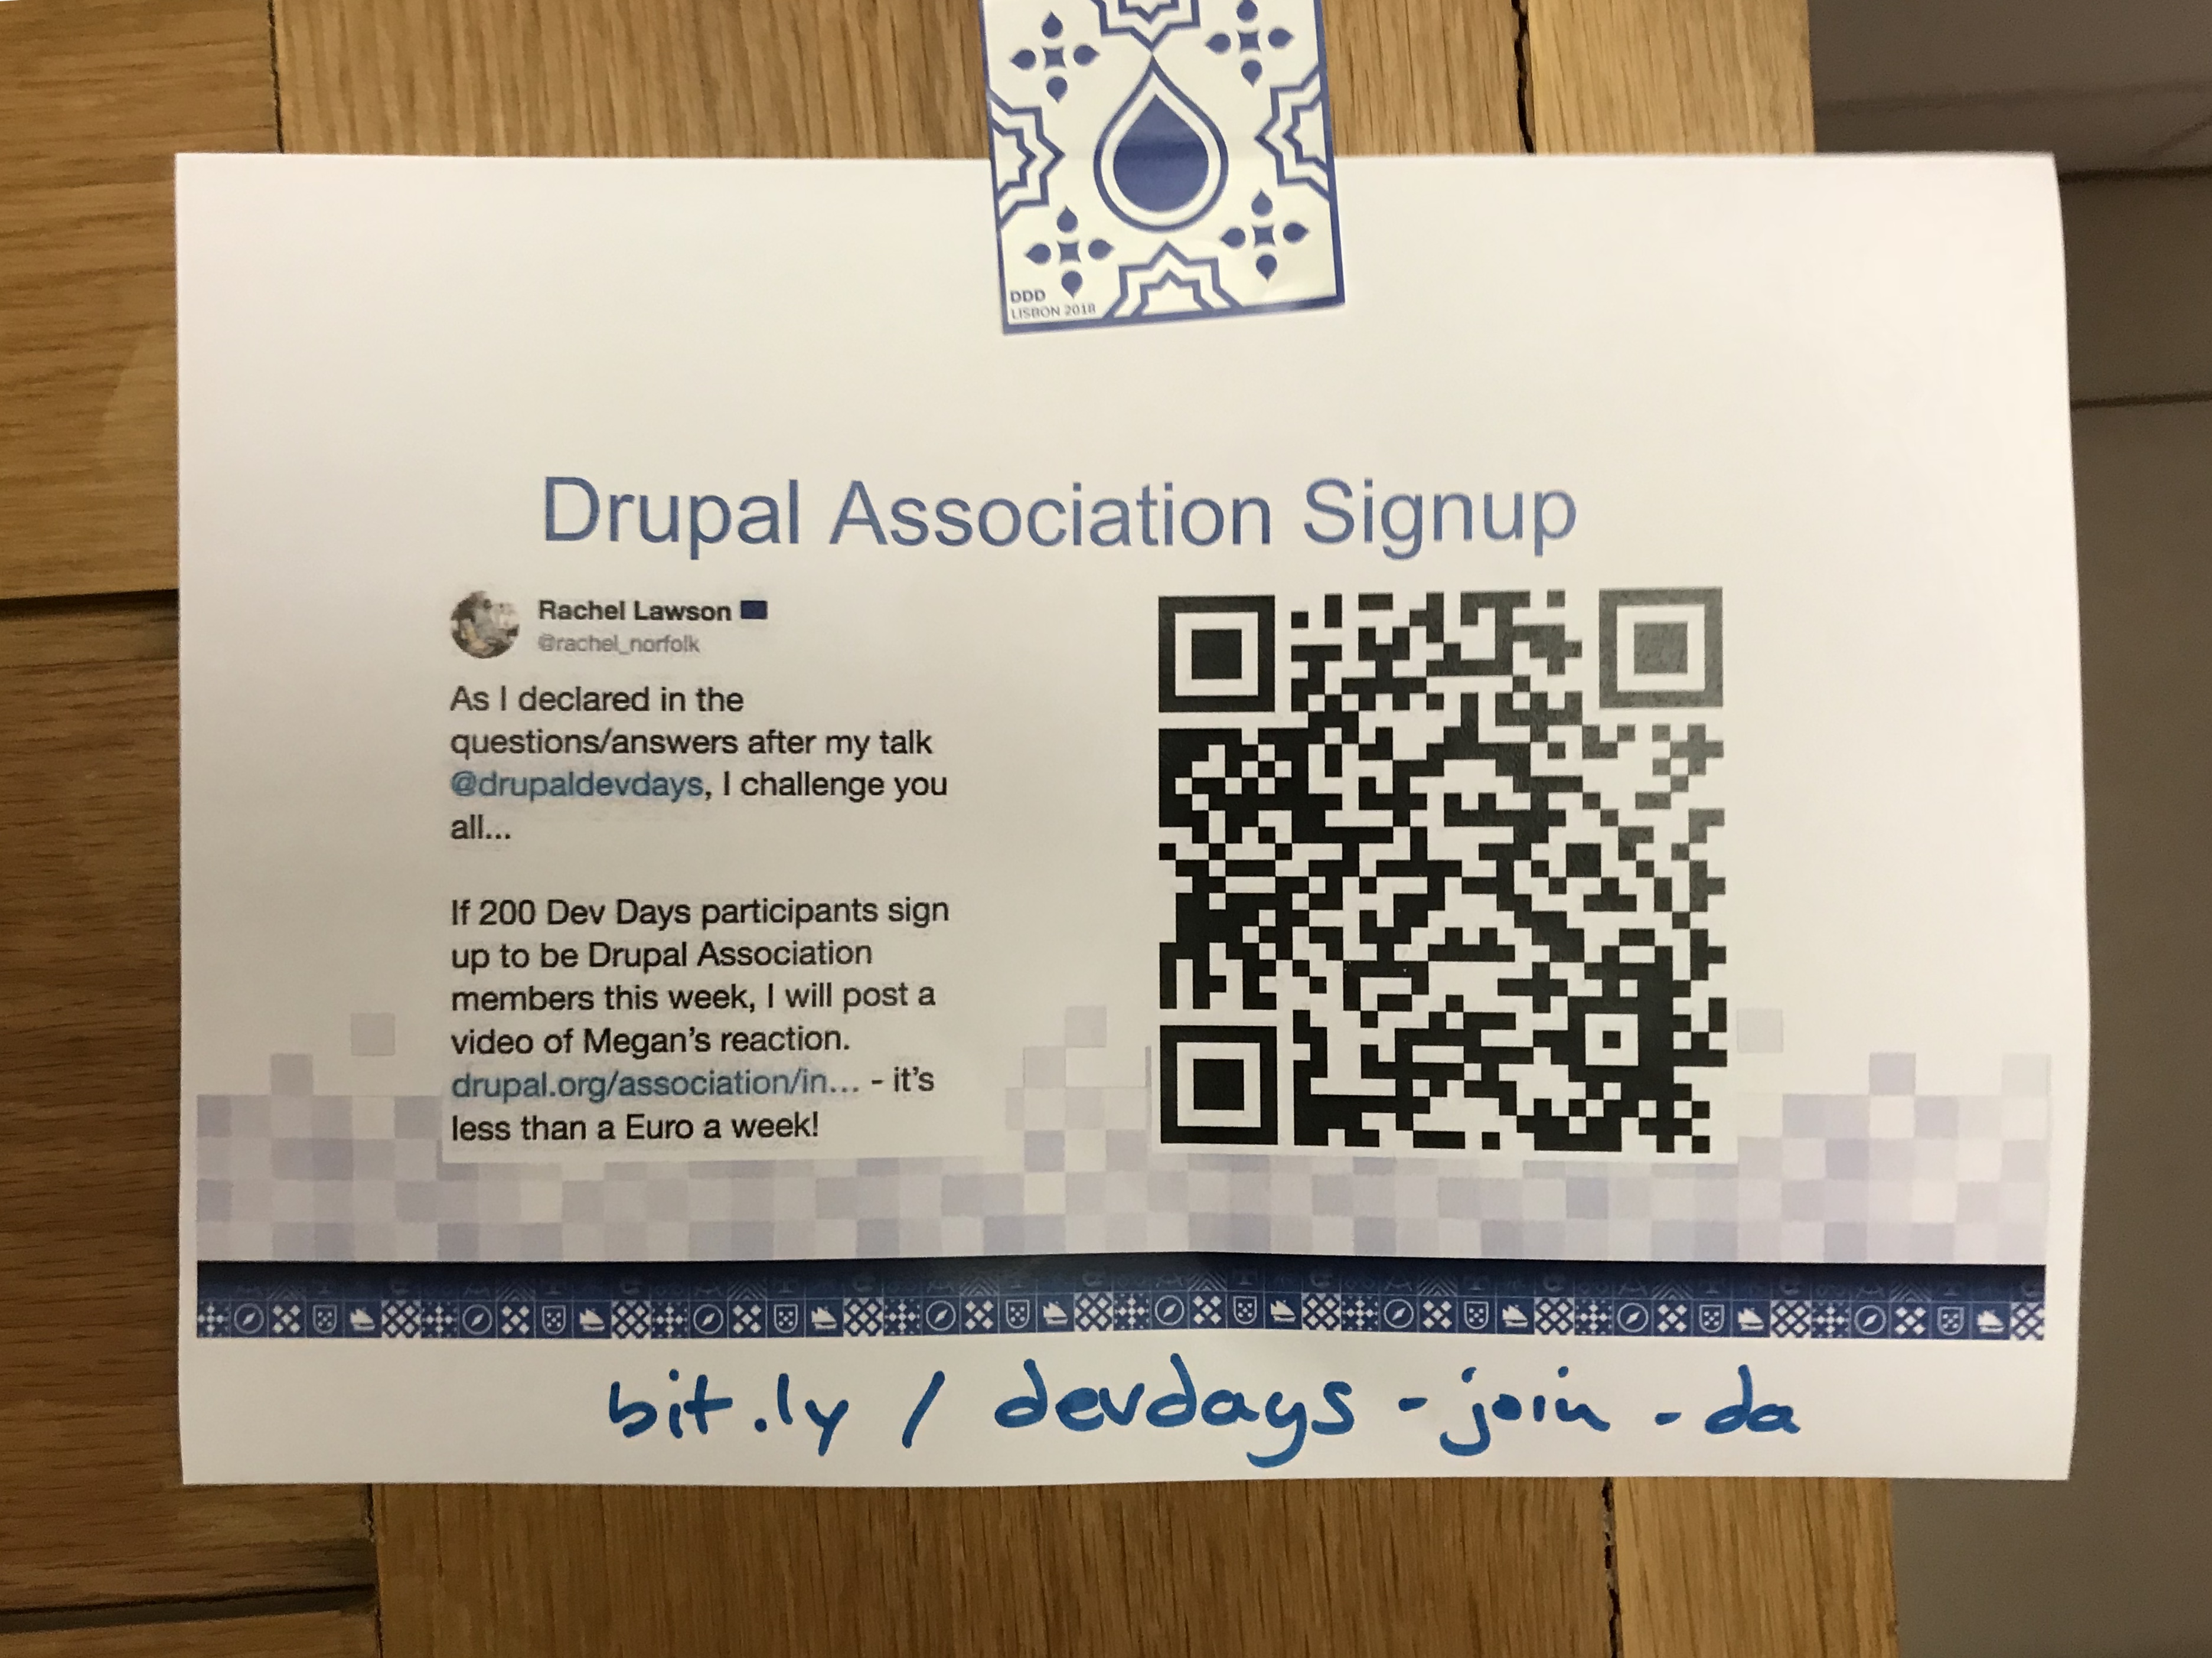 DDD
LISBON 2018
Drupal Association Signup
Rachel Lawson
@rachel_norfolk
As I declared in the
questions/answers after my talk
@drupaldevdays, I challenge you
all...
If 200 Dev Days participants sign
up to be Drupal Association
members this week, I will post a
video of Megan’s reaction.
drupal.org/association/in... - it’s
less than a Euro a week!
bit.ly / devdays - join - da